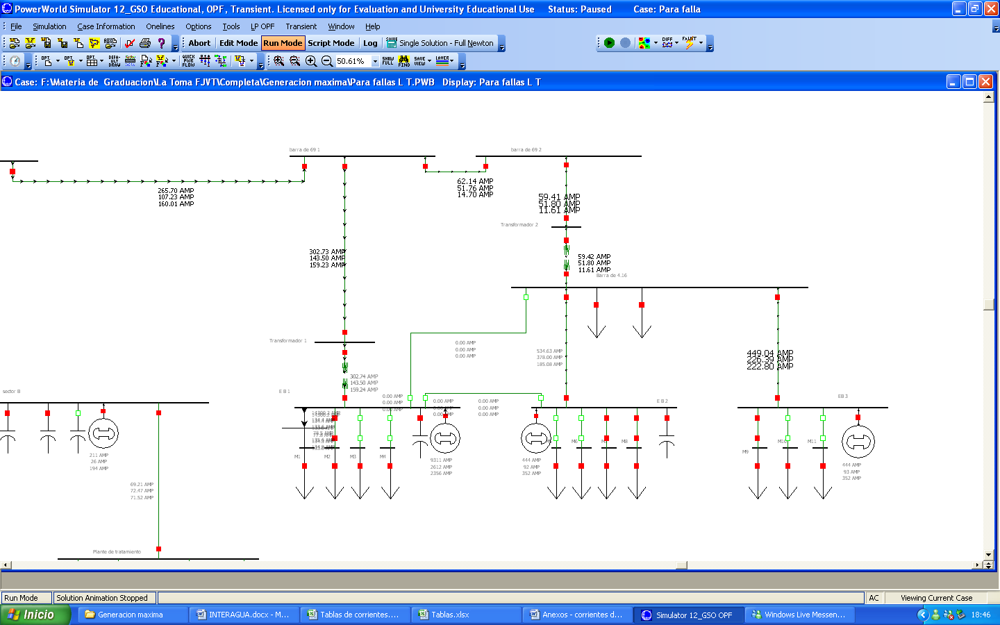 PowerWorld Simulator 12_GSO Educational, OPF, Transient. Licensed only for Evaluation and University Educational Use     Status: Paused     Case: Para falla
File Simulation Case Information Onelines Options Tools LP OPF Transient Window Help
Abort Edit Mode Run Mode Script Mode Log Single Solution - Full Newton
50.61%
Case: F:\Materia de Graduacion\La Toma FJVT\Completa\Generacion maxima\Para fallas L T.PWB   Display: Para fallas L T
barra de 69 1
barra de 69 2
265.70 AMP
107.23 AMP
160.01 AMP
62.14 AMP
51.76 AMP
14.70 AMP
59.41 AMP
51.80 AMP
11.61 AMP
Transformador 2
302.73 AMP
143.50 AMP
159.23 AMP
59.42 AMP
51.80 AMP
11.61 AMP
Barra de 4.16
Transformador 1
0.00 AMP
0.00 AMP
0.00 AMP
534.63 AMP
378.00 AMP
185.08 AMP
449.04 AMP
226.39 AMP
222.80 AMP
302.74 AMP
143.50 AMP
159.24 AMP
sector B
E B 1
0.00 AMP
0.00 AMP
0.00 AMP
0.00 AMP
0.00 AMP
0.00 AMP
0.00 AMP
0.00 AMP
0.00 AMP
E B 2
EB 3
M1
M2
M3
M4
M6
M8
M9
M10
M11
211 AMP
26 AMP
194 AMP
9311 AMP
2612 AMP
2356 AMP
444 AMP
92 AMP
352 AMP
444 AMP
93 AMP
352 AMP
69.21 AMP
72.47 AMP
71.52 AMP
Plante de tratamiento
Run Mode Solution Animation Stopped AC Viewing Current Case
Inicio Generacion maxima INTERAGUA.docx - M... Tablas de corrientes.... Tablas.xlsx Anexos - corrientes d... Simulator 12_GSO OPF Windows Live Messen... 18:46